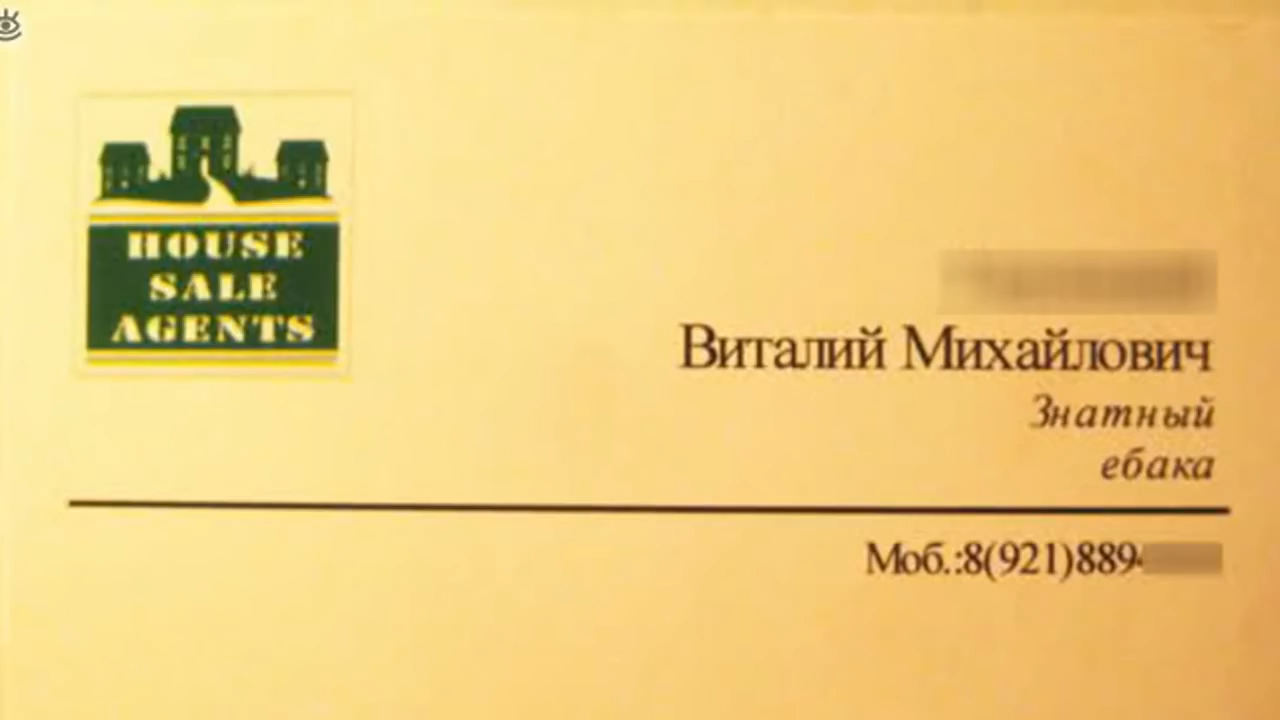 HOUSE
SALE
AGENTS
Виталий Михайлович
Знатный
ебака
Моб.:8(921)889-